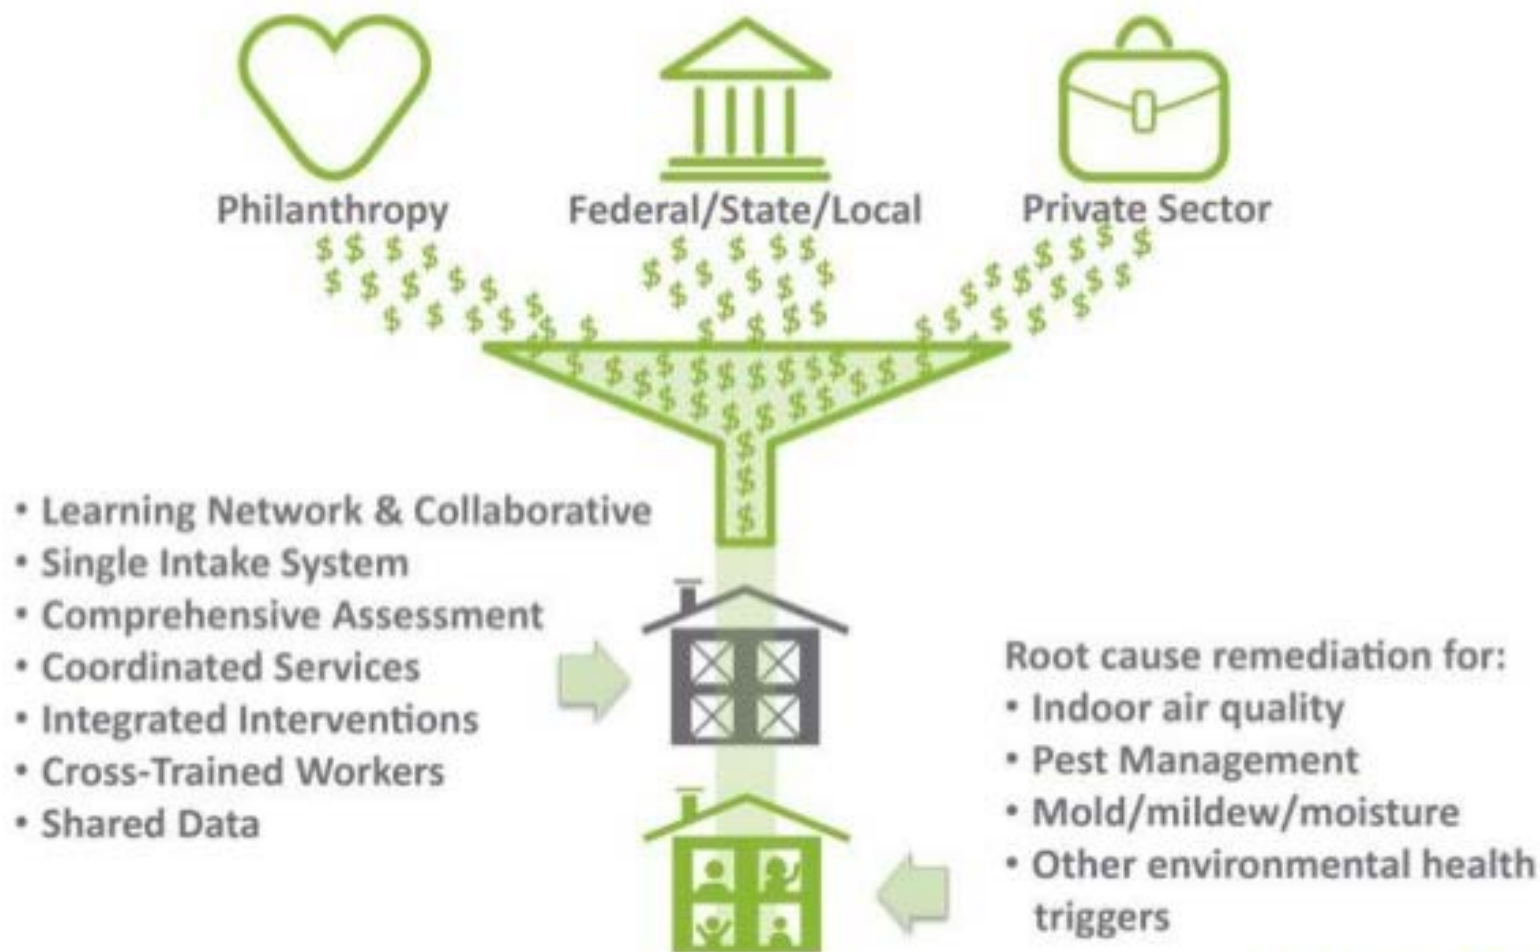 Philanthropy
Federal/State/Local
Private Sector
• Learning Network & Collaborative
• Single Intake System
• Comprehensive Assessment
• Coordinated Services
• Integrated Interventions
• Cross-Trained Workers
• Shared Data
Root cause remediation for:
• Indoor air quality
• Pest Management
• Mold/mildew/moisture
• Other environmental health
triggers